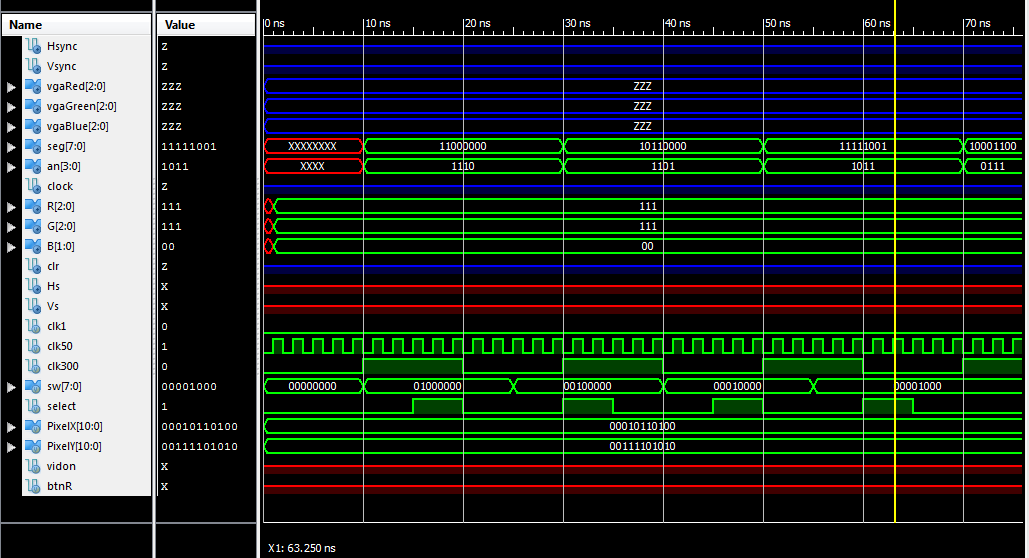 Name Value 0 ns 10 ns 20 ns 30 ns 40 ns 50 ns 60 ns 70 ns
Hsync Z
Vsync Z
vgaRed[2:0] ZZZ ZZZ
vgaGreen[2:0] ZZZ ZZZ
vgaBlue[2:0] ZZZ ZZZ
seg[7:0] 11111001 XXXXXXXX 11000000 10110000 11111001 10001100
an[3:0] 1011 XXXX 1110 1101 1011 0111
clock Z
R[2:0] 111 111
G[2:0] 111 111
B[1:0] 00 00
clr Z
Hs X
Vs X
clk1 0
clk50 1
clk300 0
sw[7:0] 00001000 00000000 01000000 00100000 00010000 00001000
select 1
PixelX[10:0] 00010110100 00010110100
PixelY[10:0] 00111101010 00111101010
vidon X
btnR X
X1: 63.250 ns